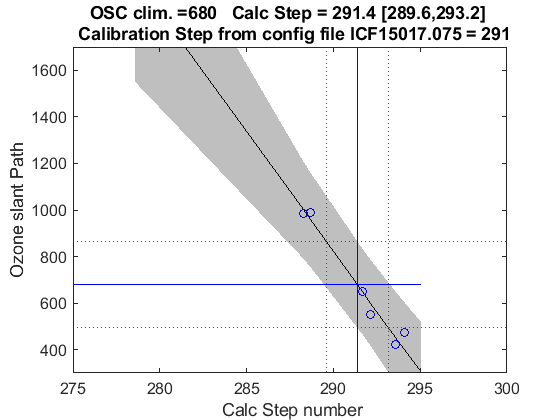 OSC clim. =680   Calc Step = 291.4 [289.6,293.2]
Calibration Step from config file ICF15017.075 = 291
Ozone slant Path
1600
1400
1200
1000
800
600
400
275 280 285 290 295 300
Calc Step number